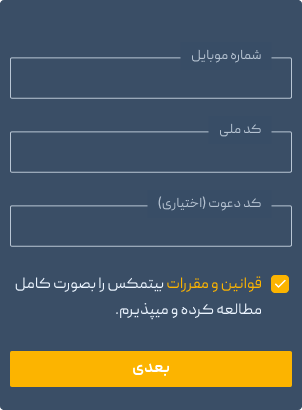 شماره موبایل
کد ملی
کد دعوت (اختیاری)
قوانین و مقررات بیتمکس را بصورت کامل
مطالعه کرده و میپذیرم.
بعدی